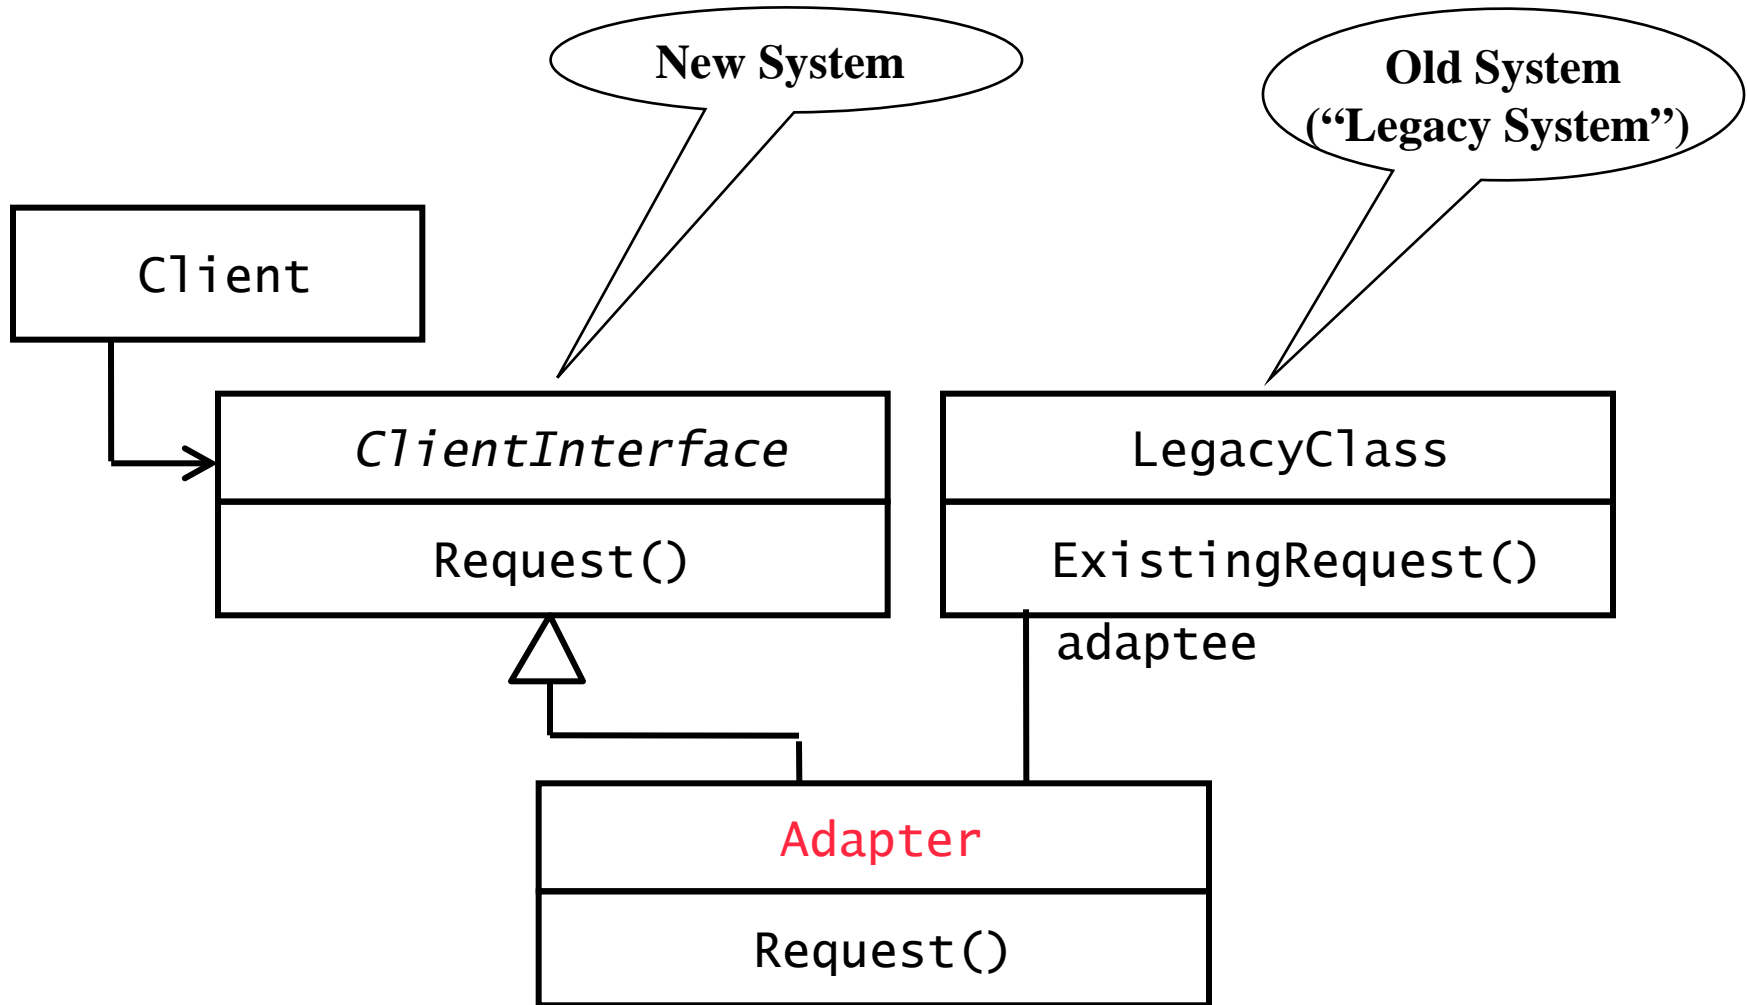 New System
Old System
(“Legacy System”)
Client
ClientInterface
Request()
LegacyClass
ExistingRequest()
adaptee
Adapter
Request()